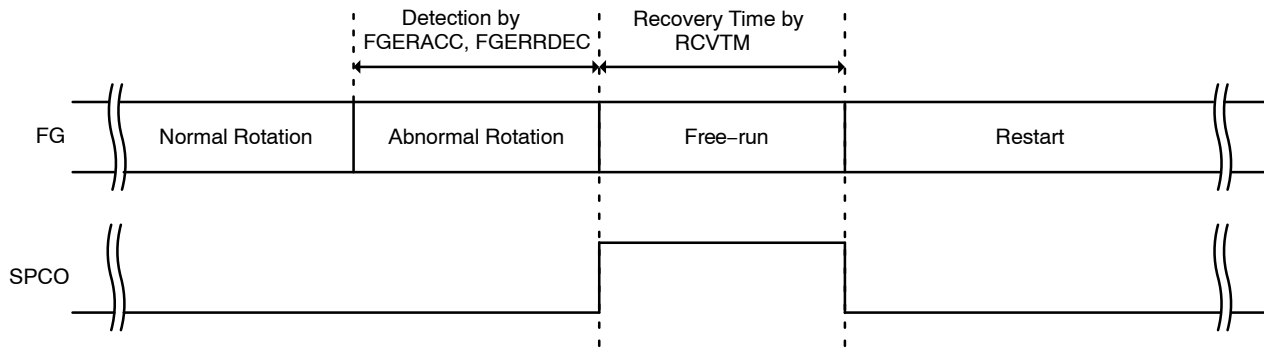 Detection by
FGERACC, FGERRDEC
Recovery Time by
RCVTM
FG
Normal Rotation
Abnormal Rotation
Free−run
Restart
SPCO